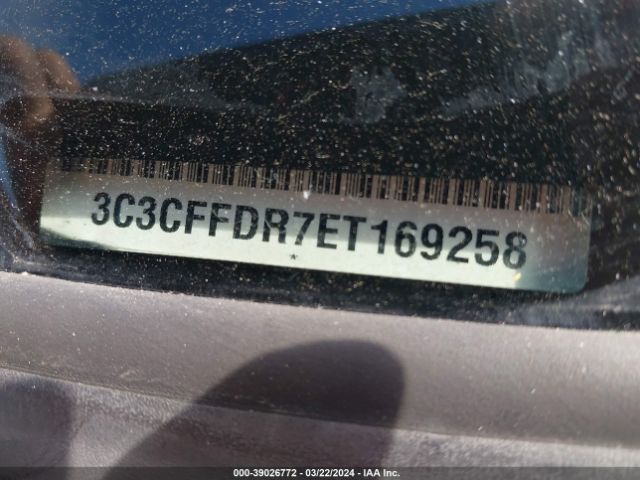 3C3CFFDR7ET169258
*
000-39026772 — 03/22/2024 — IAA Inc.